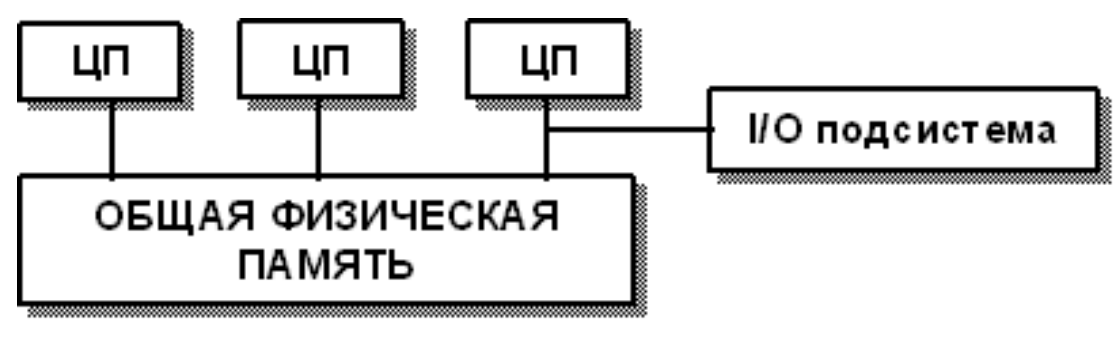 ЦП
ЦП
ЦП
I/O подсистема
ОБЩАЯ ФИЗИЧЕСКАЯ
ПАМЯТЬ